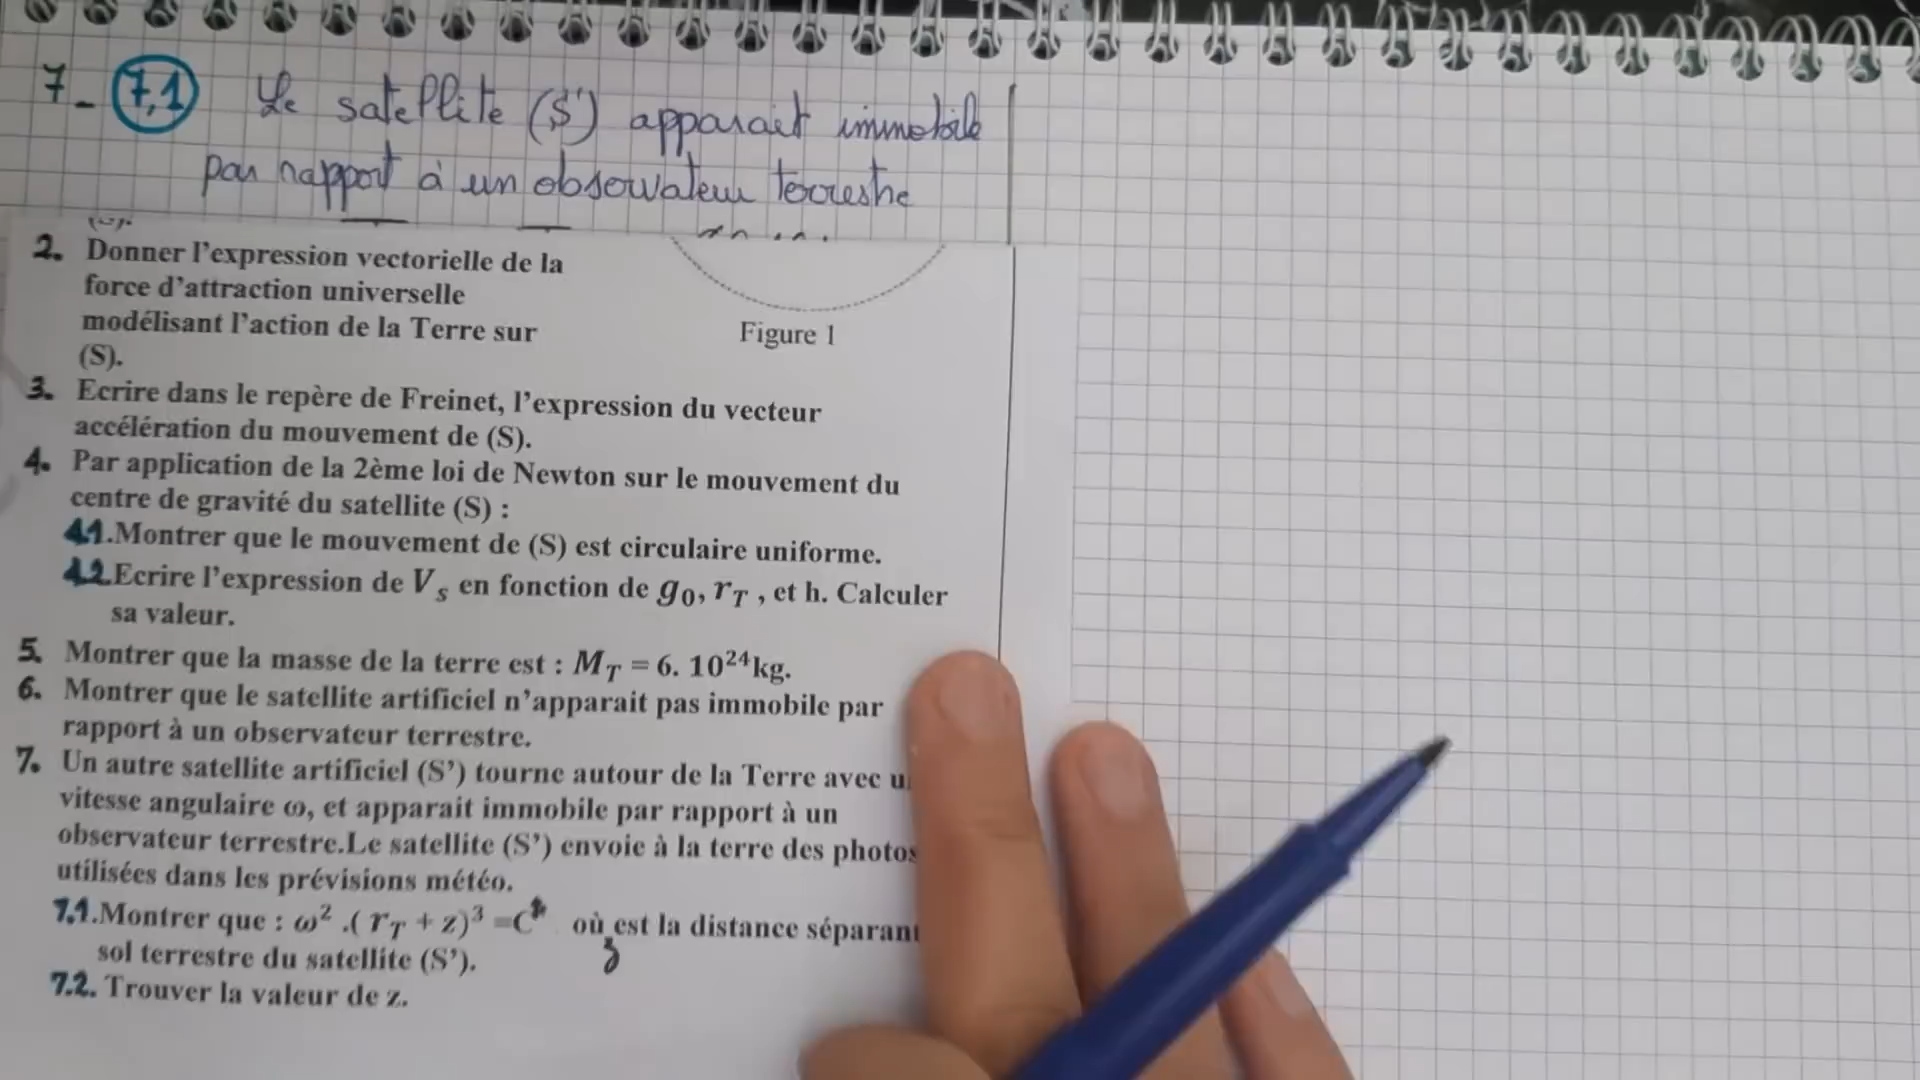 7- 7,1 Le satellite (S') apparait immobile
par rapport à un observateur terrestre
2. Donner l'expression vectorielle de la
force d'attraction universelle
modélisant l'action de la Terre sur
(S).
Figure 1
3. Ecrire dans le repère de Freinet, l'expression du vecteur
accélération du mouvement de (S).
4. Par application de la 2ème loi de Newton sur le mouvement du
centre de gravité du satellite (S) :
4.1.Montrer que le mouvement de (S) est circulaire uniforme.
4.2.Ecrire l'expression de V_s en fonction de g_0, r_T , et h. Calculer
sa valeur.
5. Montrer que la masse de la terre est : M_T = 6. 10^24 kg.
6. Montrer que le satellite artificiel n'apparait pas immobile par
rapport à un observateur terrestre.
7. Un autre satellite artificiel (S') tourne autour de la Terre avec
vitesse angulaire ω, et apparait immobile par rapport à un
observateur terrestre.Le satellite (S') envoie à la terre des photos
utilisées dans les prévisions météo.
7.1.Montrer que : ω² .( r_T + z)³ =C où z est la distance séparant
sol terrestre du satellite (S').
7.2. Trouver la valeur de z.